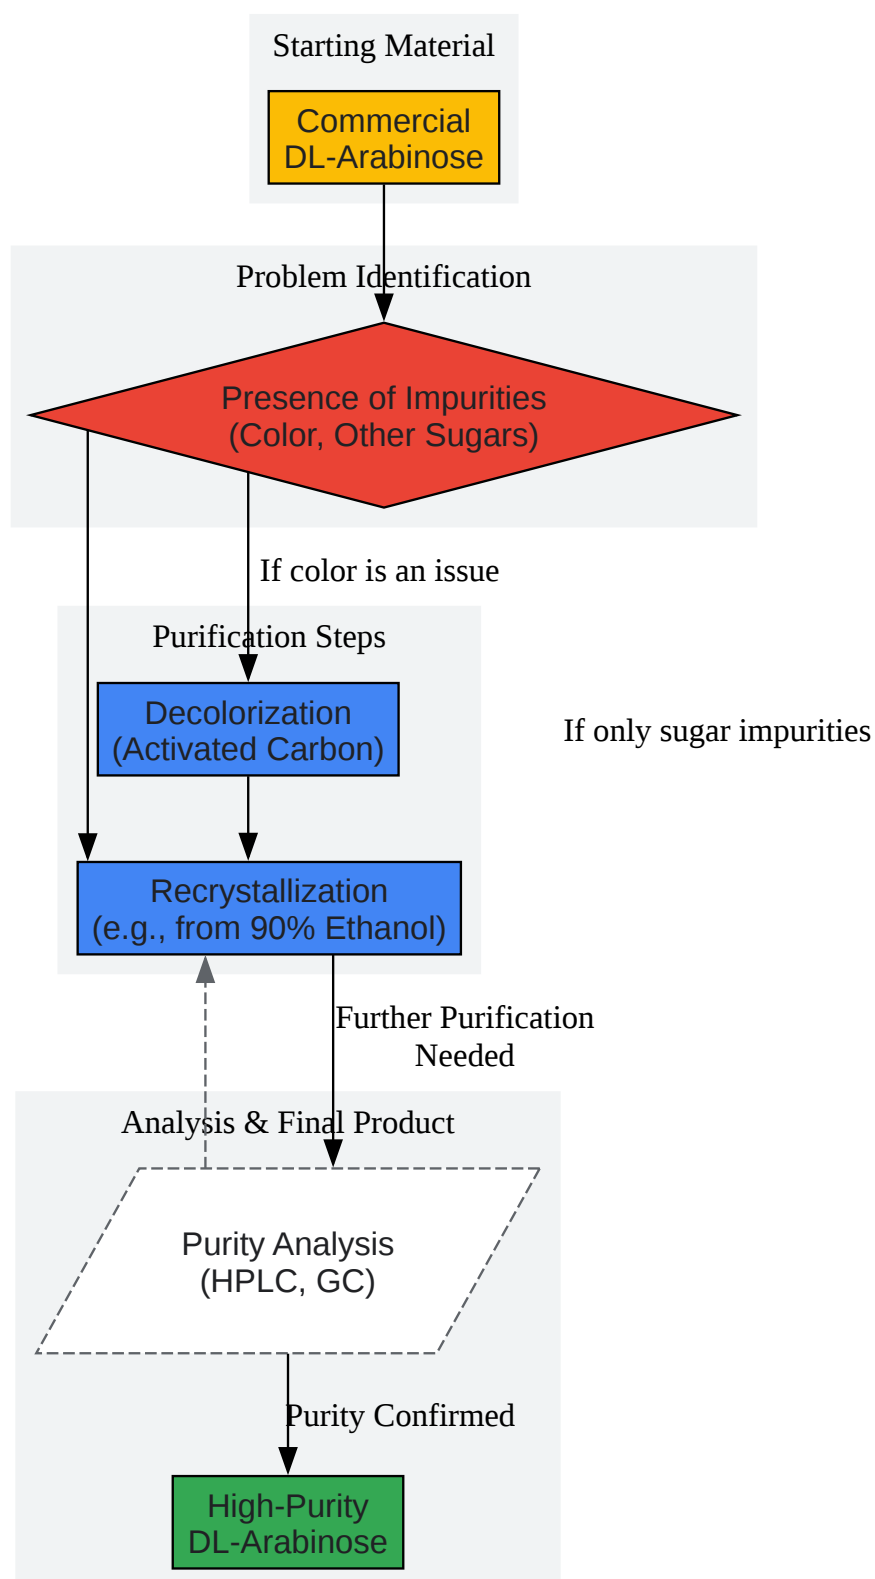 Starting Material
Commercial
DL-Arabinose
Problem Identification
Presence of Impurities
(Color, Other Sugars)
If color is an issue
Purification Steps
Decolorization
(Activated Carbon)
If only sugar impurities
Recrystallization
(e.g., from 90% Ethanol)
Further Purification
Needed
Analysis & Final Product
Purity Analysis
(HPLC, GC)
Purity Confirmed
High-Purity
DL-Arabinose